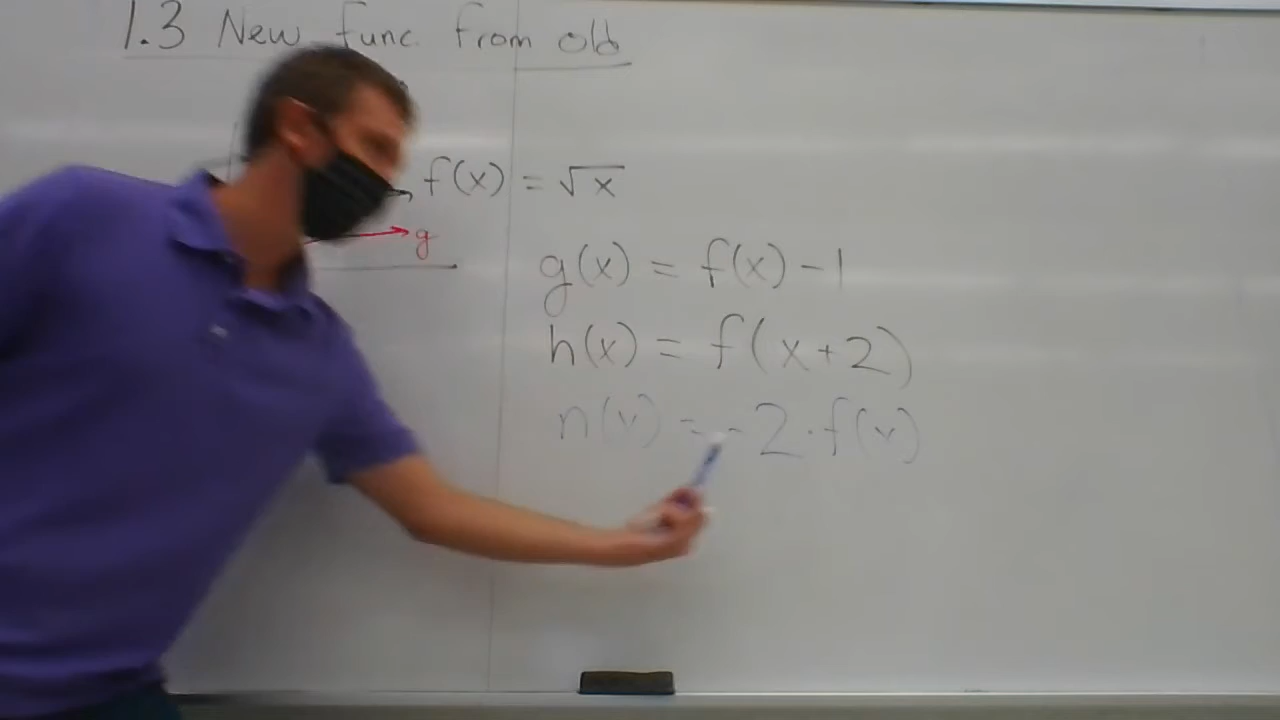 1.3 New func. from old
f(x) = √x
g
g(x) = f(x) - 1
h(x) = f(x+2)
n(x) = -2·f(x)